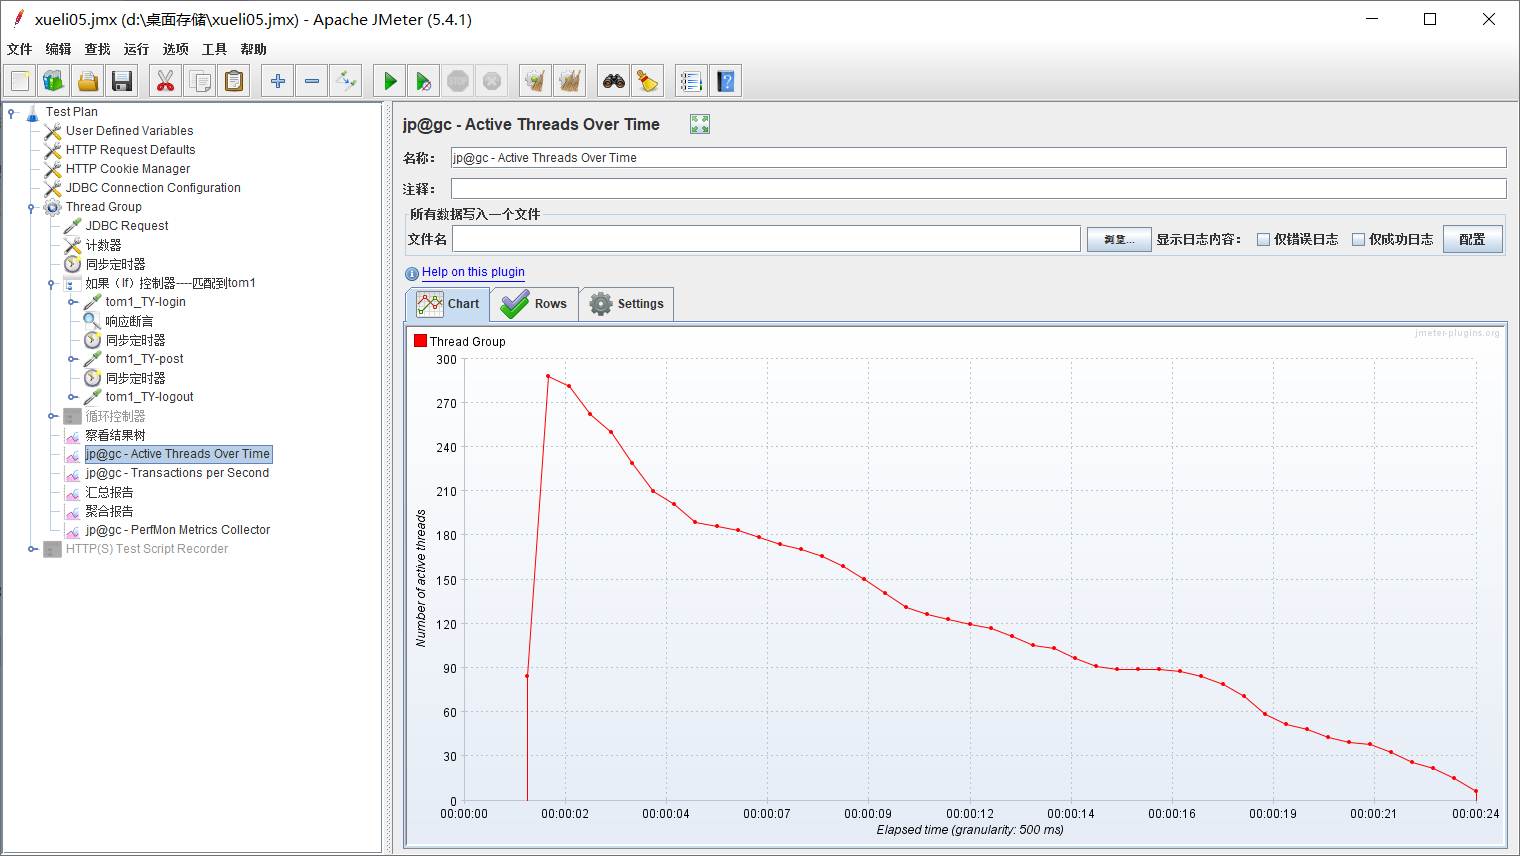 xueli05.jmx (d:\桌面存储\xueli05.jmx) - Apache JMeter (5.4.1)
文件 编辑 查找 运行 选项 工具 帮助
STOP
Test Plan
User Defined Variables
HTTP Request Defaults
HTTP Cookie Manager
JDBC Connection Configuration
Thread Group
JDBC Request
计数器
同步定时器
如果（If）控制器----匹配到tom1
tom1_TY-login
响应断言
同步定时器
tom1_TY-post
同步定时器
tom1_TY-logout
循环控制器
察看结果树
jp@gc - Active Threads Over Time
jp@gc - Transactions per Second
汇总报告
聚合报告
jp@gc - PerfMon Metrics Collector
HTTP(S) Test Script Recorder
jp@gc - Active Threads Over Time
名称： jp@gc - Active Threads Over Time
注释：
所有数据写入一个文件
文件名 浏览... 显示日志内容： 仅错误日志 仅成功日志 配置
Help on this plugin
Chart Rows Settings
jmeter-plugins.org
Thread Group
300
270
240
210
180
150
120
90
60
30
0
Number of active threads
00:00:00 00:00:02 00:00:04 00:00:07 00:00:09 00:00:12 00:00:14 00:00:16 00:00:19 00:00:21 00:00:24
Elapsed time (granularity: 500 ms)